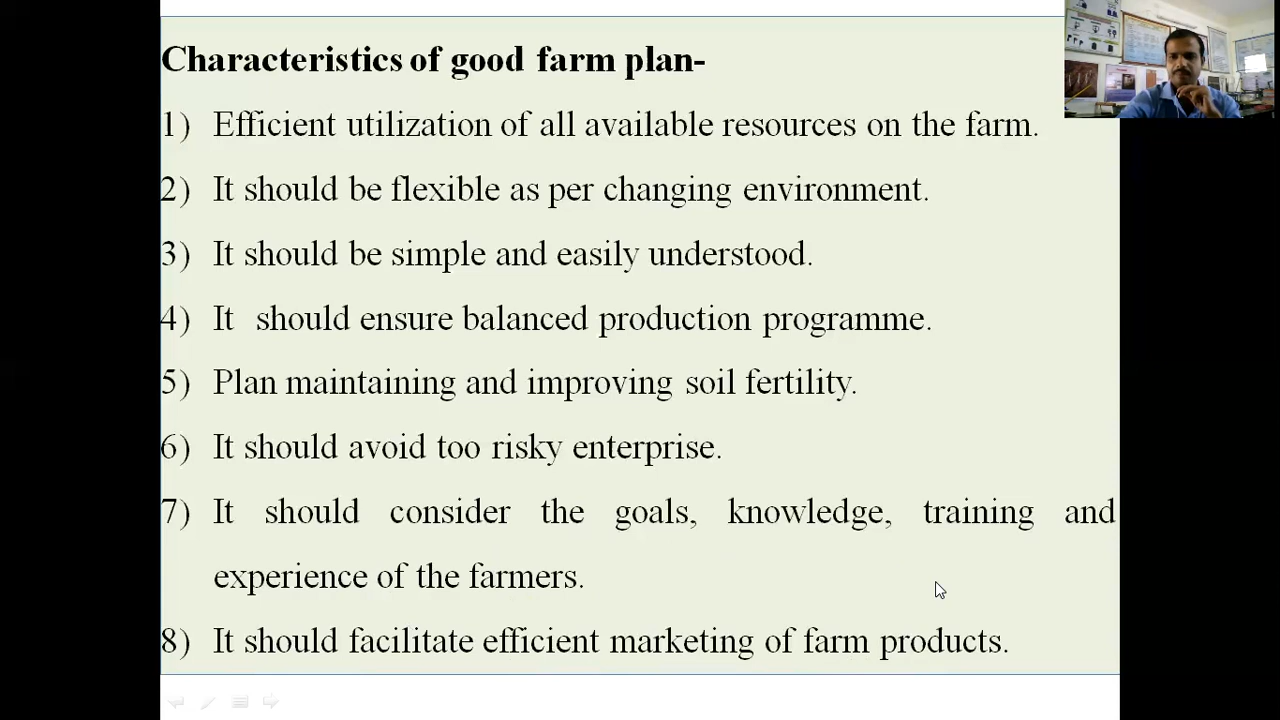 Characteristics of good farm plan-
1) Efficient utilization of all available resources on the farm.
2) It should be flexible as per changing environment.
3) It should be simple and easily understood.
4) It should ensure balanced production programme.
5) Plan maintaining and improving soil fertility.
6) It should avoid too risky enterprise.
7) It should consider the goals, knowledge, training and
experience of the farmers.
8) It should facilitate efficient marketing of farm products.